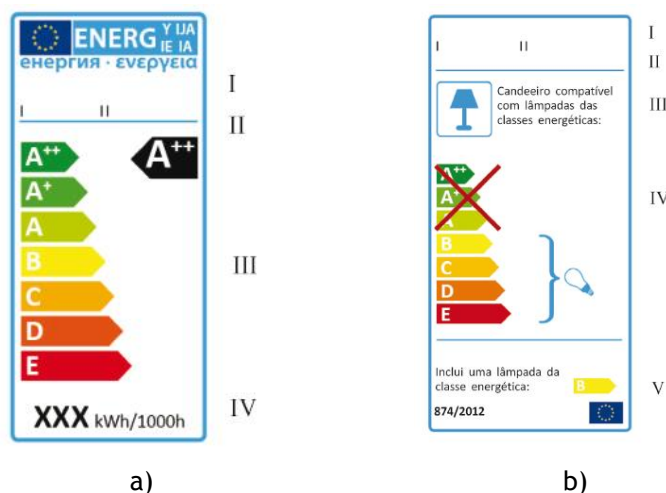 ENERG Y IJA
IE IA
енергия · ενεργεια
I
II
I II
A++ A++
A+
A
B
III
C
D
E
XXX kWh/1000h
IV
a)
I
I II
II
Candeeiro compatível
com lâmpadas das
classes energéticas:
III
A++
A+
A
IV
B
C
D
E
Inclui uma lâmpada da
classe energética:
B
V
874/2012
b)